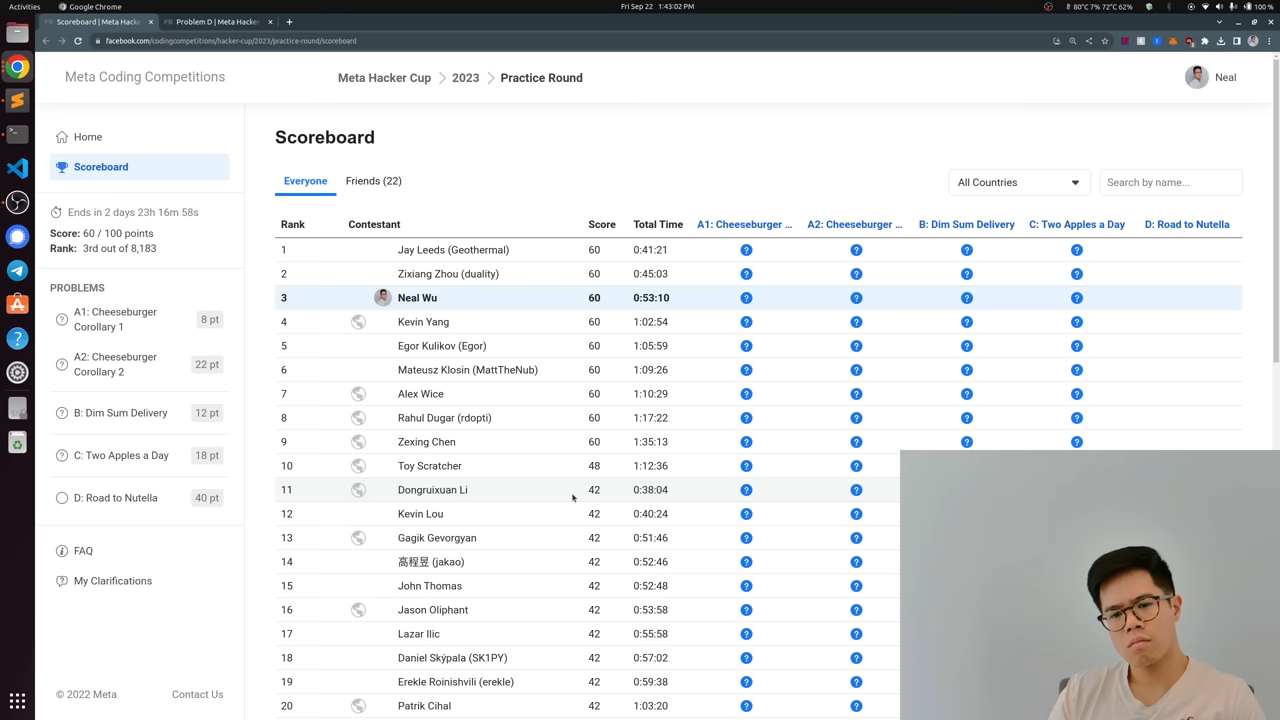 Activities
Google Chrome
Fri Sep 22 1:43:02 PM
80°C 7% 72°C 62%
100 %
Scoreboard | Meta Hacker
Problem D | Meta Hacker
facebook.com/codingcompetitions/hacker-cup/2023/practice-round/scoreboard
Meta Coding Competitions
Meta Hacker Cup
2023
Practice Round
Neal
Home
Scoreboard
Ends in 2 days 23h 16m 58s
Score: 60 / 100 points
Rank: 3rd out of 8,183
PROBLEMS
A1: Cheeseburger
Corollary 1
8 pt
A2: Cheeseburger
Corollary 2
22 pt
B: Dim Sum Delivery
12 pt
C: Two Apples a Day
18 pt
D: Road to Nutella
40 pt
FAQ
My Clarifications
© 2022 Meta
Contact Us
Scoreboard
Everyone
Friends (22)
All Countries
Search by name...
Rank Contestant Score Total Time A1: Cheeseburger ... A2: Cheeseburger ... B: Dim Sum Delivery C: Two Apples a Day D: Road to Nutella
1 Jay Leeds (Geothermal) 60 0:41:21
2 Zixiang Zhou (duality) 60 0:45:03
3 Neal Wu 60 0:53:10
4 Kevin Yang 60 1:02:54
5 Egor Kulikov (Egor) 60 1:05:59
6 Mateusz Klosin (MattTheNub) 60 1:09:26
7 Alex Wice 60 1:10:29
8 Rahul Dugar (rdopti) 60 1:17:22
9 Zexing Chen 60 1:35:13
10 Toy Scratcher 48 1:12:36
11 Dongruixuan Li 42 0:38:04
12 Kevin Lou 42 0:40:24
13 Gagik Gevorgyan 42 0:51:46
14 高程昱 (jakao) 42 0:52:46
15 John Thomas 42 0:52:48
16 Jason Oliphant 42 0:53:58
17 Lazar Ilic 42 0:55:58
18 Daniel Skýpala (SK1PY) 42 0:57:02
19 Erekle Roinishvili (erekle) 42 0:59:38
20 Patrik Cihal 42 1:03:20